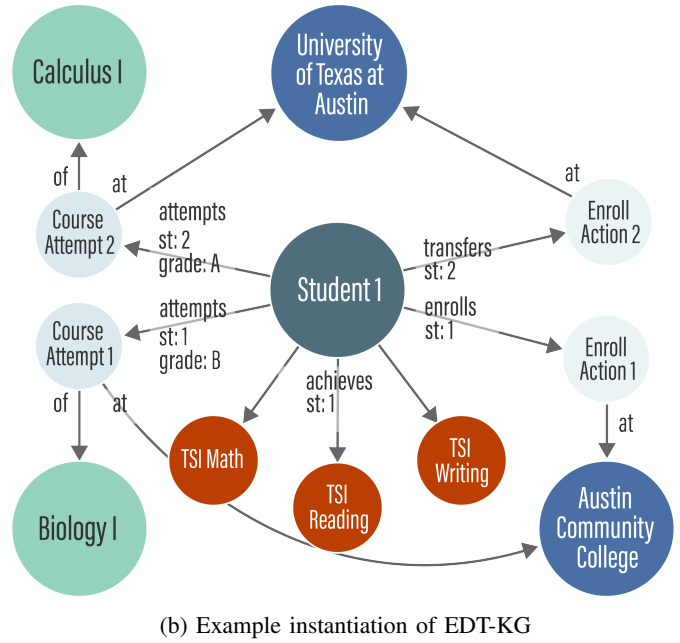 Calculus I
University
of Texas at
Austin
of
at
at
Course
Attempt 2
attempts
st: 2
grade: A
Student 1
transfers
st: 2
Enroll
Action 2
Course
Attempt 1
attempts
st: 1
grade: B
enrolls
st: 1
Enroll
Action 1
of
at
achieves
st: 1
at
TSI Math
TSI
Reading
TSI
Writing
Biology I
Austin
Community
College
(b) Example instantiation of EDT-KG